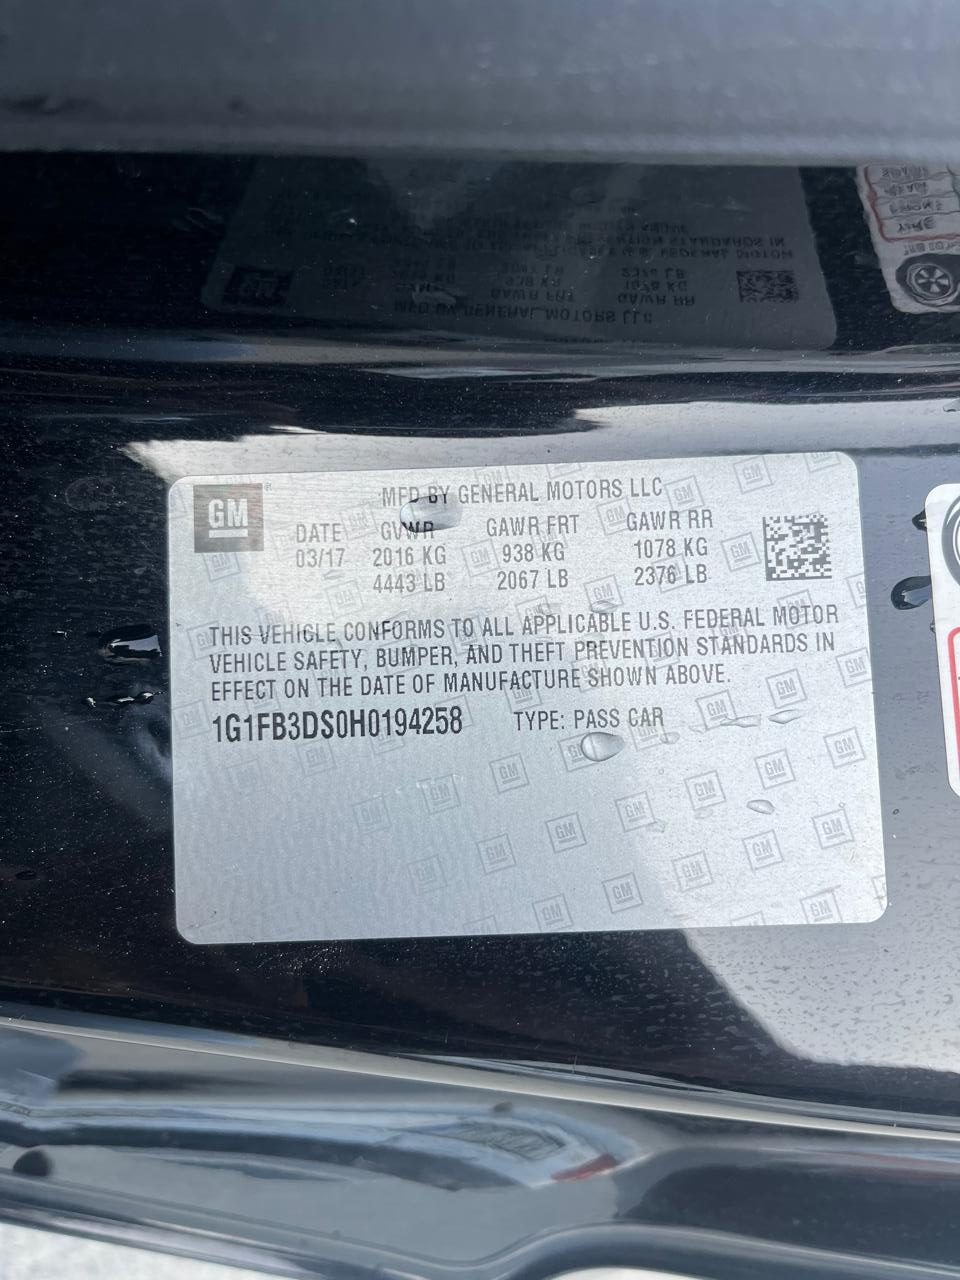 GM
MFD BY GENERAL MOTORS LLC
DATE GVWR GAWR FRT GAWR RR
03/17 2016 KG 938 KG 1078 KG
4443 LB 2067 LB 2376 LB
THIS VEHICLE CONFORMS TO ALL APPLICABLE U.S. FEDERAL MOTOR
VEHICLE SAFETY, BUMPER, AND THEFT PREVENTION STANDARDS IN
EFFECT ON THE DATE OF MANUFACTURE SHOWN ABOVE.
1G1FB3DS0H0194258 TYPE: PASS CAR